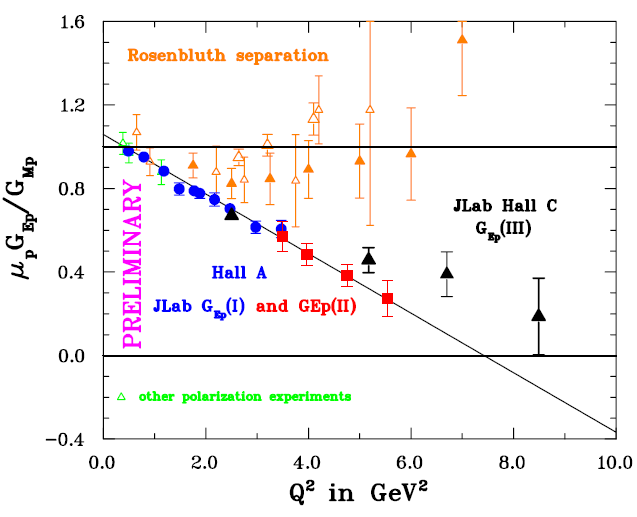 1.6
1.2
0.8
0.4
0.0
−0.4
μpGEp/GMp
Rosenbluth separation
PRELIMINARY
JLab Hall C
GEp(III)
Hall A
JLab GEp(I) and GEp(II)
other polarization experiments
0.0 2.0 4.0 6.0 8.0 10.0
Q² in GeV²